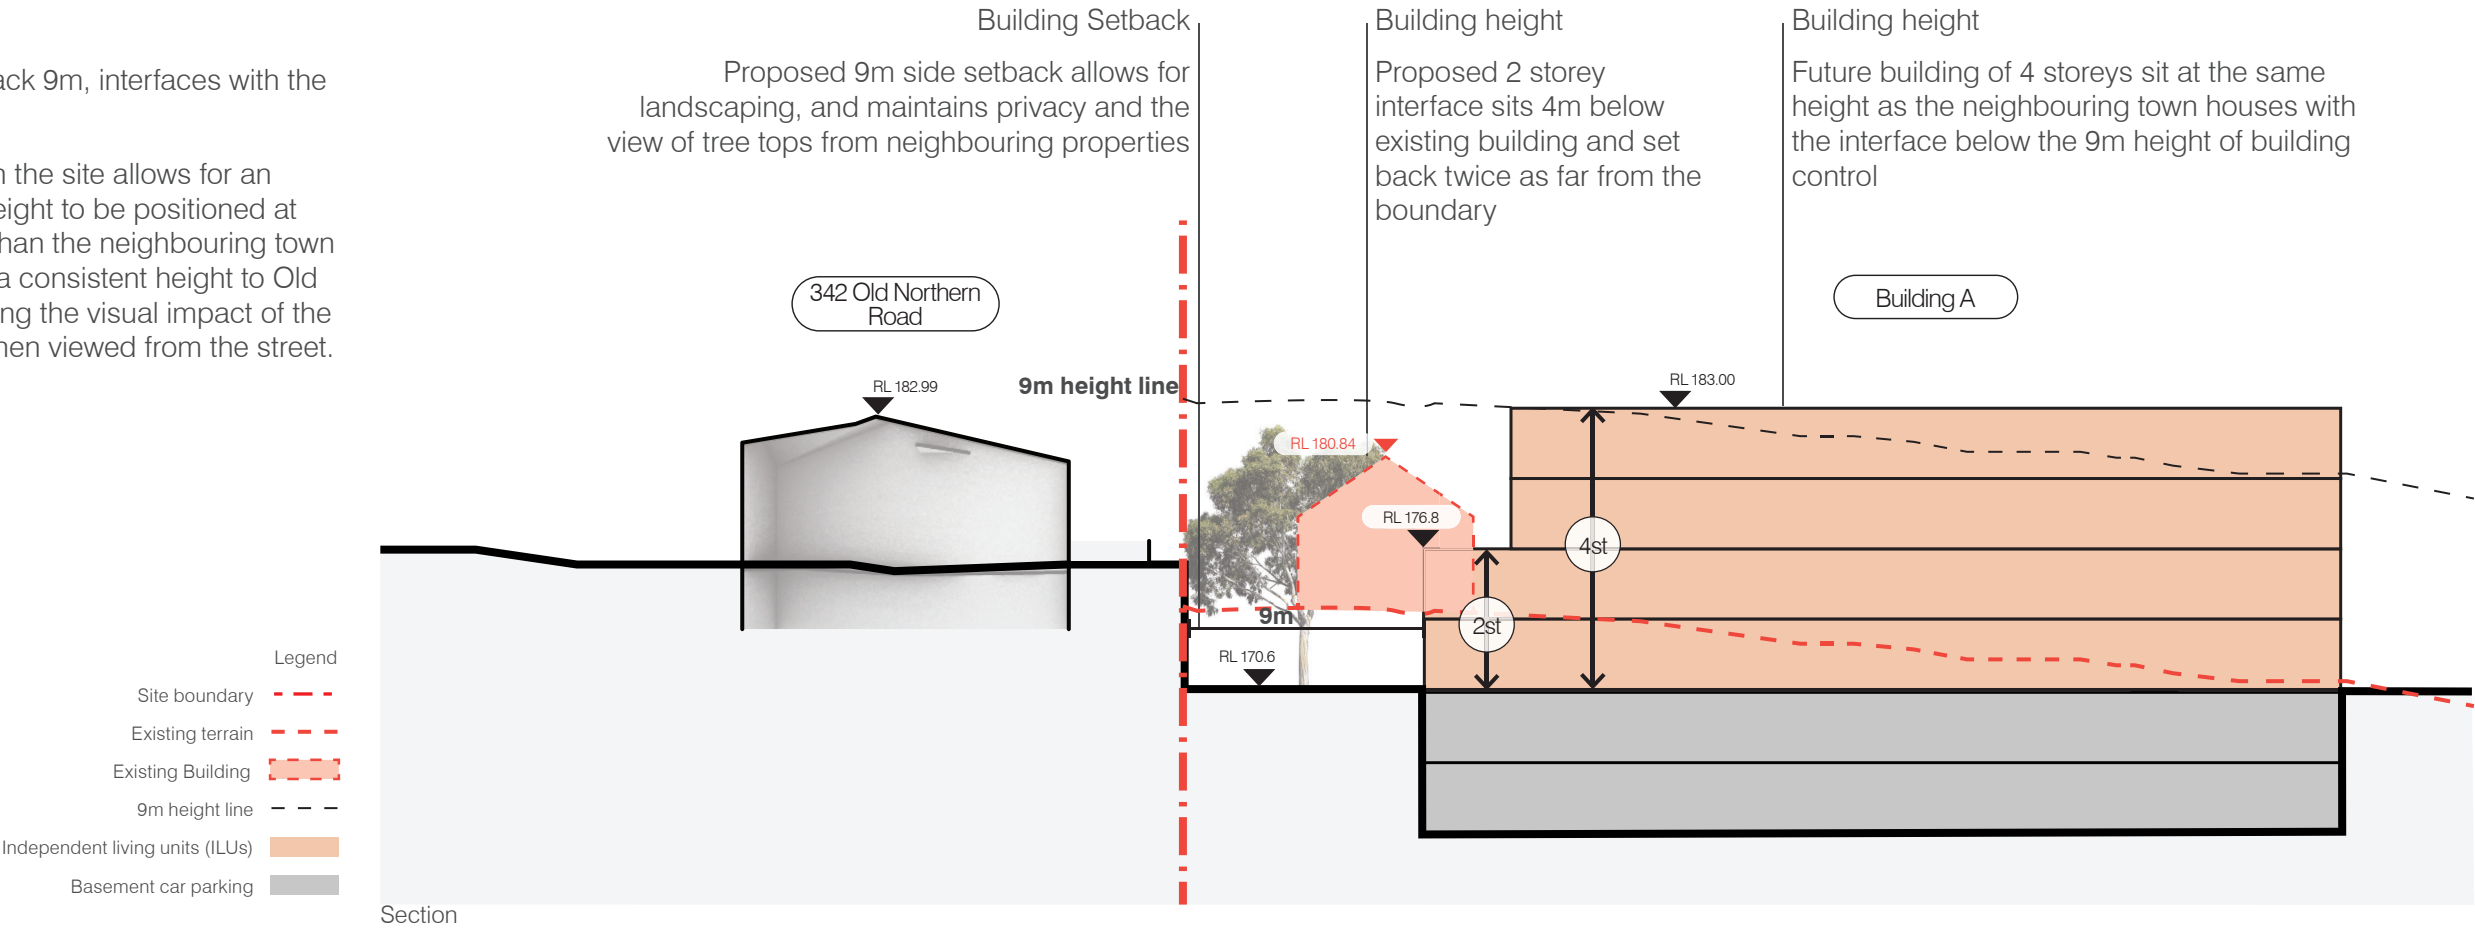 ack 9m, interfaces with the
n the site allows for an
eight to be positioned at
than the neighbouring town
a consistent height to Old
ng the visual impact of the
hen viewed from the street.
Building Setback
Proposed 9m side setback allows for
landscaping, and maintains privacy and the
view of tree tops from neighbouring properties
Building height
Proposed 2 storey
interface sits 4m below
existing building and set
back twice as far from the
boundary
Building height
Future building of 4 storeys sit at the same
height as the neighbouring town houses with
the interface below the 9m height of building
control
342 Old Northern
Road
Building A
RL 182.99
9m height line
RL 183.00
RL 180.84
RL 176.8
4st
9m
2st
RL 170.6
Legend
Site boundary
Existing terrain
Existing Building
9m height line
Independent living units (ILUs)
Basement car parking
Section